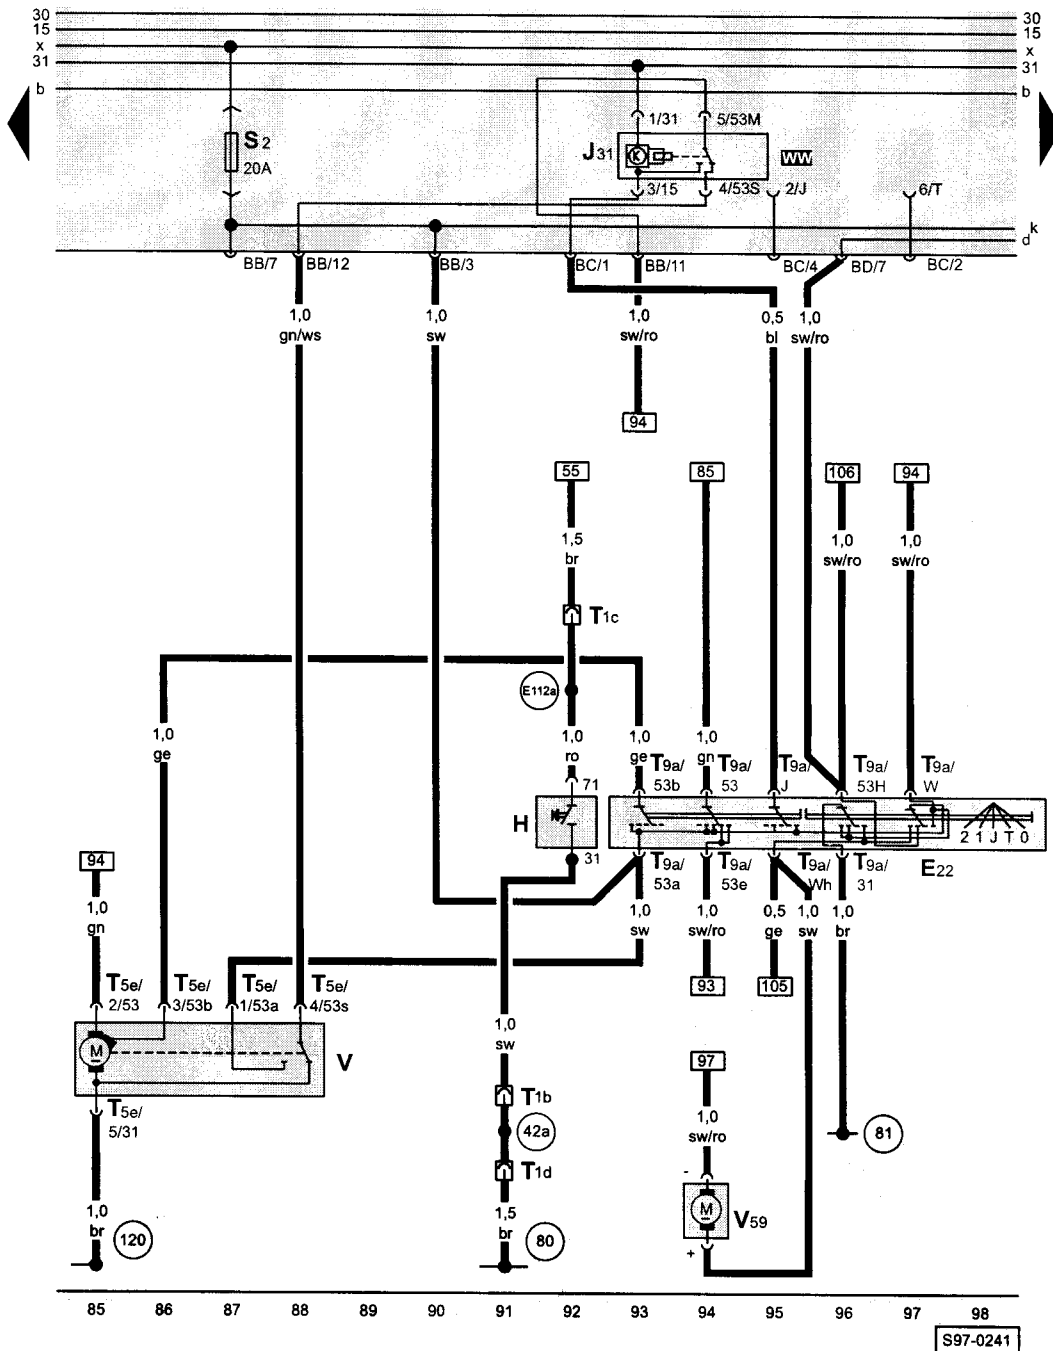 30 30
15 15
x x
31 31
b b
S2
20A
1/31 5/53M
J31
K
WW
3/15 4/53S 2/J 6/T
k
d
BB/7 BB/12 BB/3 BC/1 BB/11 BC/4 BD/7 BC/2
1,0 1,0 1,0 0,5 1,0
gn/ws sw sw/ro bl sw/ro
94
55 85 106 94
1,5 1,0 1,0
br sw/ro sw/ro
T1c
E112a
1,0 1,0 1,0 1,0
ge ro ge gn
T9a/ T9a/ T9a/ T9a/ T9a/
53b 53 J 53H W
71
H
2 1 J T 0
31
E22
T9a/ T9a/ T9a/ T9a/
53a 53e Wh 31
94
1,0 1,0 1,0 0,5 1,0 1,0
gn sw sw/ro ge sw br
93 105
T5e/ T5e/ T5e/ T5e/
2/53 3/53b 1/53a 4/53s
M
V
1,0
sw
97
T1b
T5e/
5/31
42a
1,0
sw/ro
81
T1d
-
M
V59
+
1,0
br
120
1,5
br
80
85 86 87 88 89 90 91 92 93 94 95 96 97 98
S97-0241